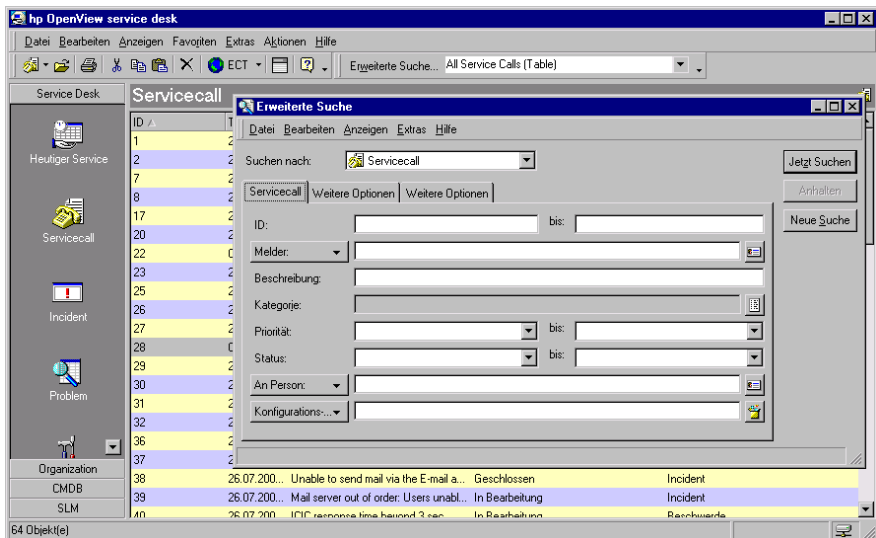 hp OpenView service desk
Datei Bearbeiten Anzeigen Favoriten Extras Aktionen Hilfe
ECT Erweiterte Suche... All Service Calls (Table)
Service Desk
Servicecall
ID
Heutiger Service
Servicecall
Incident
Problem
Organization
CMDB
SLM
1
2
7
8
17
20
22
23
25
26
27
28
29
30
31
32
36
37
38 26.07.200... Unable to send mail via the E-mail a... Geschlossen Incident
39 26.07.200... Mail server out of order: Users unabl... In Bearbeitung Incident
40 26.07.200... ICIC response time beyond 3 sec In Bearbeitung Beschwerde
64 Objekt(e)
Erweiterte Suche
Datei Bearbeiten Anzeigen Extras Hilfe
Suchen nach: Servicecall
Jetzt Suchen
Anhalten
Neue Suche
Servicecall Weitere Optionen Weitere Optionen
ID: bis:
Melder:
Beschreibung:
Kategorie:
Priorität: bis:
Status: bis:
An Person:
Konfigurations-...